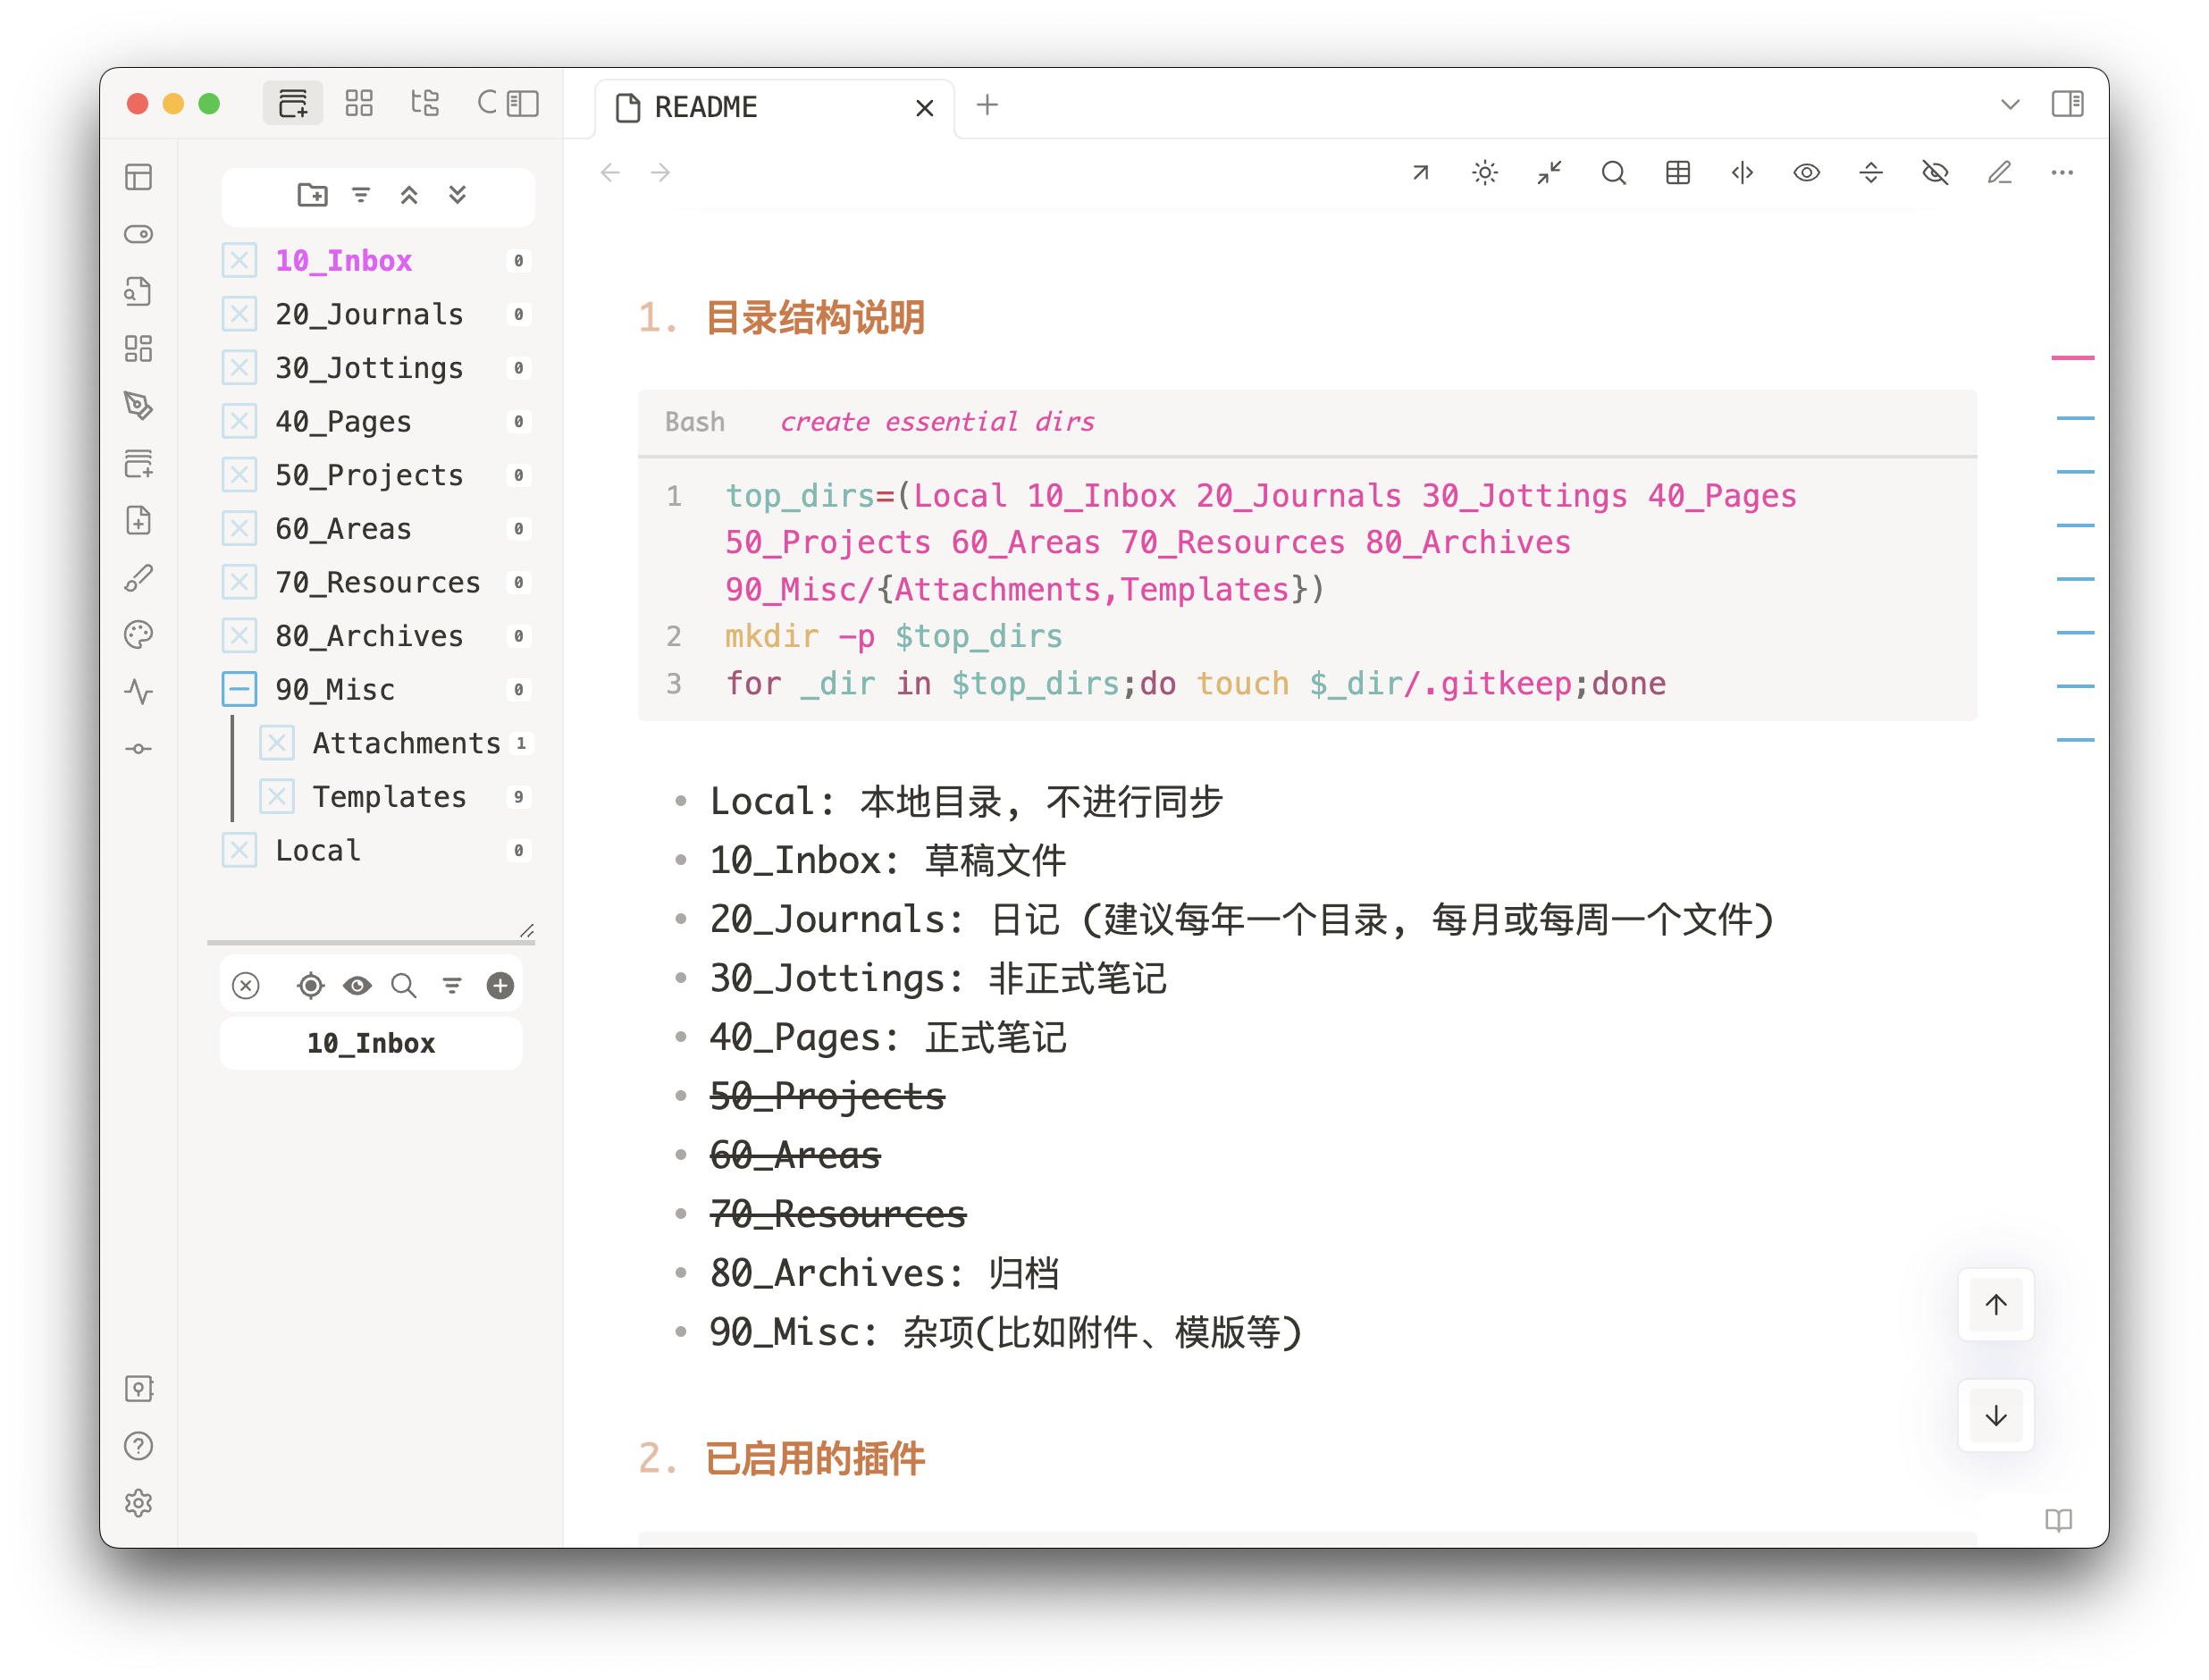 README
10_Inbox 0
20_Journals 0
30_Jottings 0
40_Pages 0
50_Projects 0
60_Areas 0
70_Resources 0
80_Archives 0
90_Misc 0
Attachments 1
Templates 9
Local 0
10_Inbox
1. 目录结构说明
Bash create essential dirs
1 top_dirs=(Local 10_Inbox 20_Journals 30_Jottings 40_Pages
50_Projects 60_Areas 70_Resources 80_Archives
90_Misc/{Attachments,Templates})
2 mkdir -p $top_dirs
3 for _dir in $top_dirs;do touch $_dir/.gitkeep;done
Local: 本地目录, 不进行同步
10_Inbox: 草稿文件
20_Journals: 日记 (建议每年一个目录, 每月或每周一个文件)
30_Jottings: 非正式笔记
40_Pages: 正式笔记
50_Projects
60_Areas
70_Resources
80_Archives: 归档
90_Misc: 杂项(比如附件、模版等)
2. 已启用的插件